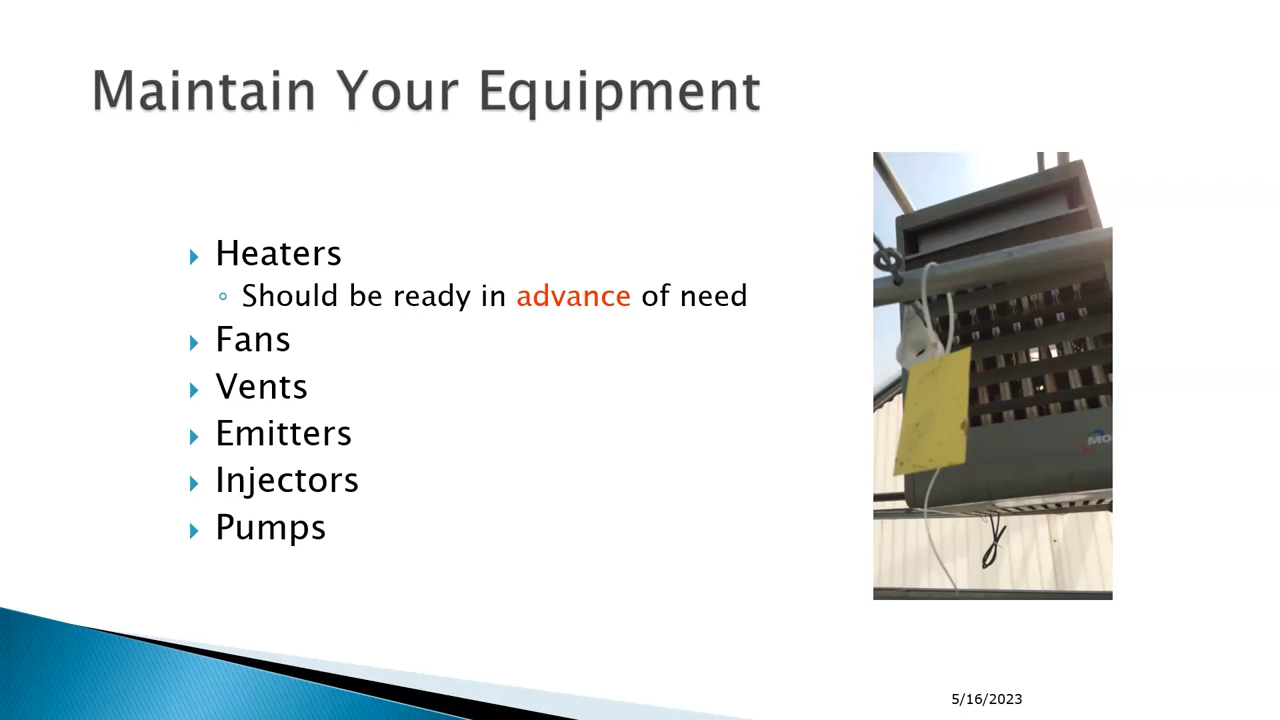 Maintain Your Equipment
Heaters
Should be ready in advance of need
Fans
Vents
Emitters
Injectors
Pumps
MO
5/16/2023